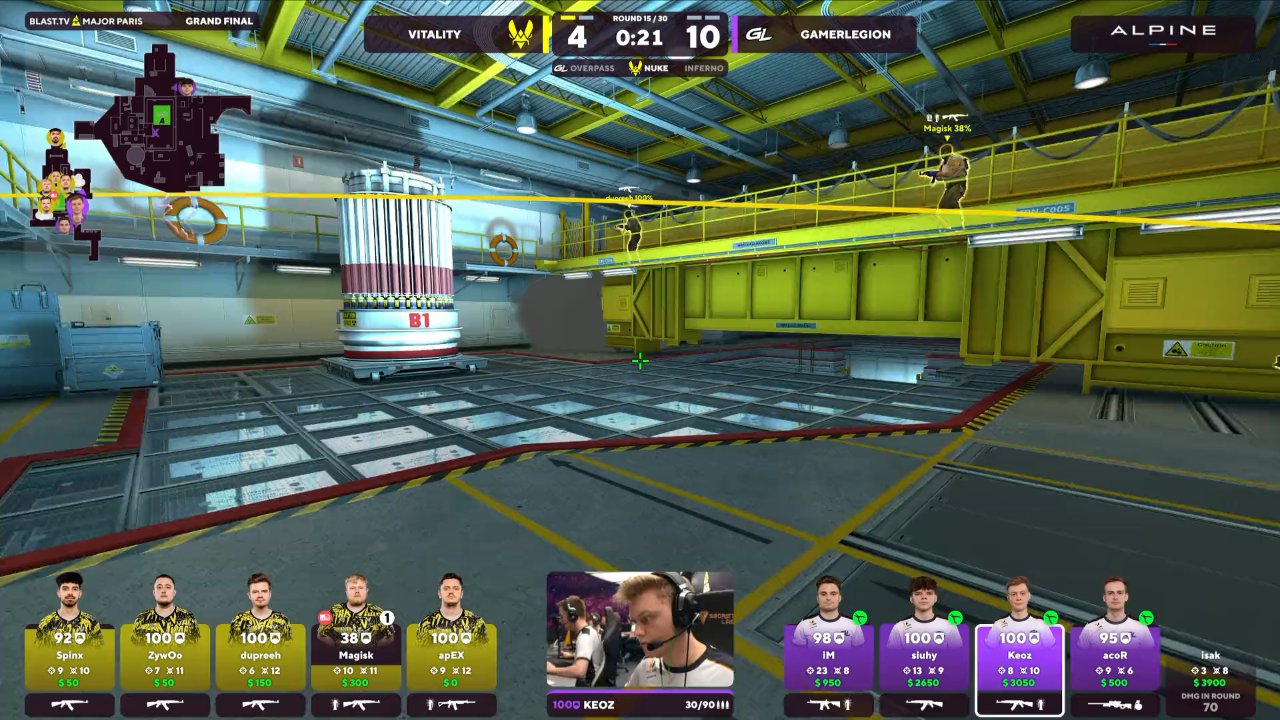 BLAST.TV MAJOR PARIS GRAND FINAL
VITALITY 4 ROUND 15 / 30 0:21 10 GL GAMERLEGION
GL OVERPASS NUKE INFERNO
ALPINE
Magisk 38%
dupreeh 100%
B1
92 Spinx 9 10 $50
100 ZywOo 7 11 $50
100 dupreeh 6 12 $150
1 38 Magisk 10 11 $300
100 apEX 9 12 $0
100 KEOZ 30/90
98 iM 23 8 $950
100 siuhy 13 9 $2650
100 Keoz 8 10 $3050
95 acoR 9 6 $500
isak 3 8 $3900
DMG IN ROUND
70